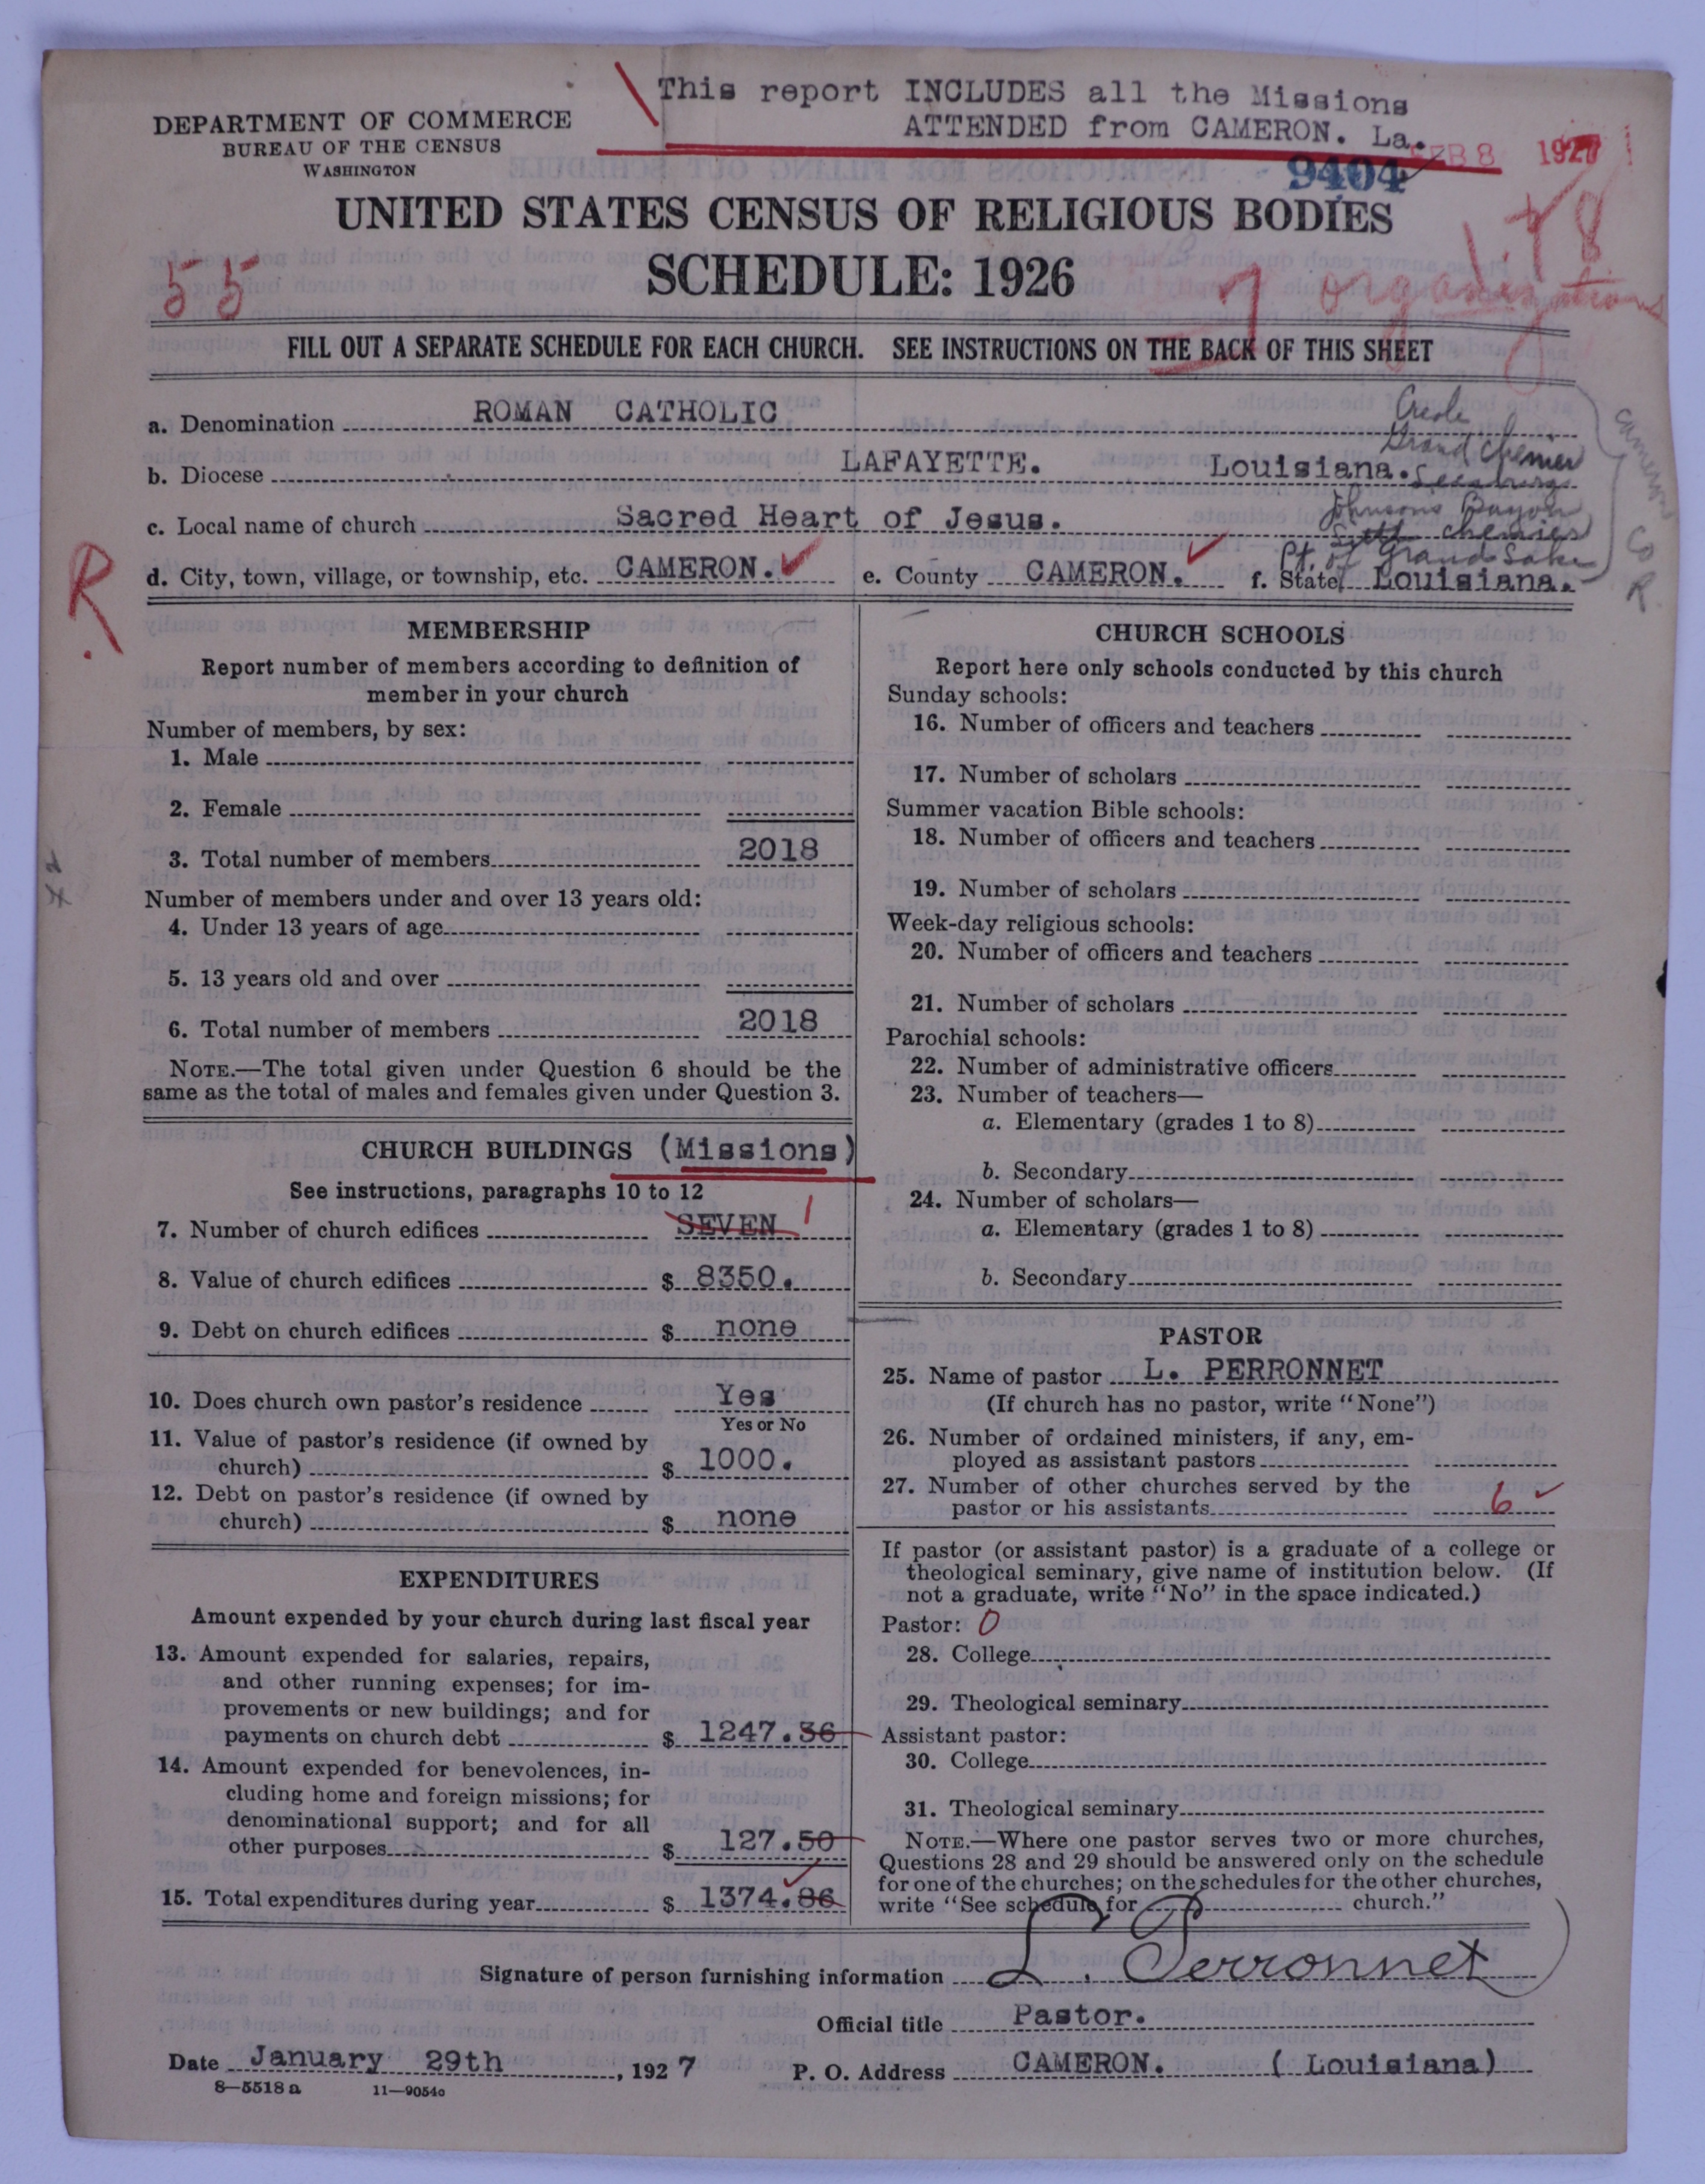 This report INCLUDES all the Missions
ATTENDED from CAMERON. La.
DEPARTMENT OF COMMERCE
BUREAU OF THE CENSUS
WASHINGTON
FEB 8 1927
9404
UNITED STATES CENSUS OF RELIGIOUS BODIES
SCHEDULE: 1926
55
178
7 organizations
FILL OUT A SEPARATE SCHEDULE FOR EACH CHURCH. SEE INSTRUCTIONS ON THE BACK OF THIS SHEET
a. Denomination ROMAN CATHOLIC
Creole
Grand Chenier
b. Diocese LAFAYETTE. Louisiana.
Johnsons Bayou
c. Local name of church Sacred Heart of Jesus.
chenier
Pt. of Grand Lake
Cameron Co
R
R
d. City, town, village, or township, etc. CAMERON. e. County CAMERON. f. State Louisiana.
MEMBERSHIP
Report number of members according to definition of
member in your church
Number of members, by sex:
1. Male
2. Female
3. Total number of members 2018
Number of members under and over 13 years old:
4. Under 13 years of age
5. 13 years old and over
6. Total number of members 2018
NOTE.—The total given under Question 6 should be the
same as the total of males and females given under Question 3.
CHURCH BUILDINGS (Missions)
See instructions, paragraphs 10 to 12
7. Number of church edifices SEVEN 1
8. Value of church edifices $ 8350.
9. Debt on church edifices $ none
10. Does church own pastor's residence Yes
Yes or No
11. Value of pastor's residence (if owned by
church) $ 1000.
12. Debt on pastor's residence (if owned by
church) $ none
EXPENDITURES
Amount expended by your church during last fiscal year
13. Amount expended for salaries, repairs,
and other running expenses; for im-
provements or new buildings; and for
payments on church debt $ 1247.36
14. Amount expended for benevolences, in-
cluding home and foreign missions; for
denominational support; and for all
other purposes $ 127.50
15. Total expenditures during year $ 1374.86
CHURCH SCHOOLS
Report here only schools conducted by this church
Sunday schools:
16. Number of officers and teachers
17. Number of scholars
Summer vacation Bible schools:
18. Number of officers and teachers
19. Number of scholars
Week-day religious schools:
20. Number of officers and teachers
21. Number of scholars
Parochial schools:
22. Number of administrative officers
23. Number of teachers—
a. Elementary (grades 1 to 8)
b. Secondary
24. Number of scholars—
a. Elementary (grades 1 to 8)
b. Secondary
PASTOR
25. Name of pastor L. PERRONNET
(If church has no pastor, write "None")
26. Number of ordained ministers, if any, em-
ployed as assistant pastors
27. Number of other churches served by the
pastor or his assistants 6
If pastor (or assistant pastor) is a graduate of a college or
theological seminary, give name of institution below. (If
not a graduate, write "No" in the space indicated.)
Pastor: 0
28. College
29. Theological seminary
Assistant pastor:
30. College
31. Theological seminary
NOTE.—Where one pastor serves two or more churches,
Questions 28 and 29 should be answered only on the schedule
for one of the churches; on the schedules for the other churches,
write "See schedule for church."
Signature of person furnishing information L. Perronnet
Official title Pastor.
Date January 29th, 1927 P. O. Address CAMERON. ( Louisiana)
8—5518 a 11—9054a